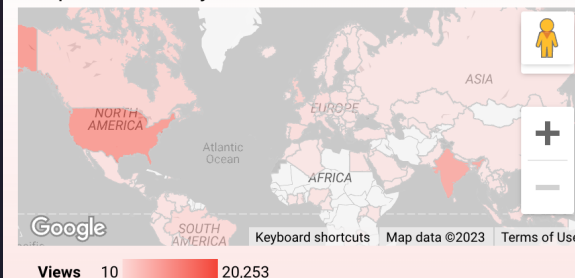 NORTH
AMERICA
EUROPE
ASIA
Atlantic
Ocean
AFRICA
SOUTH
AMERICA
Google
Keyboard shortcuts
Map data ©2023
Terms of Use
Views 10 20,253